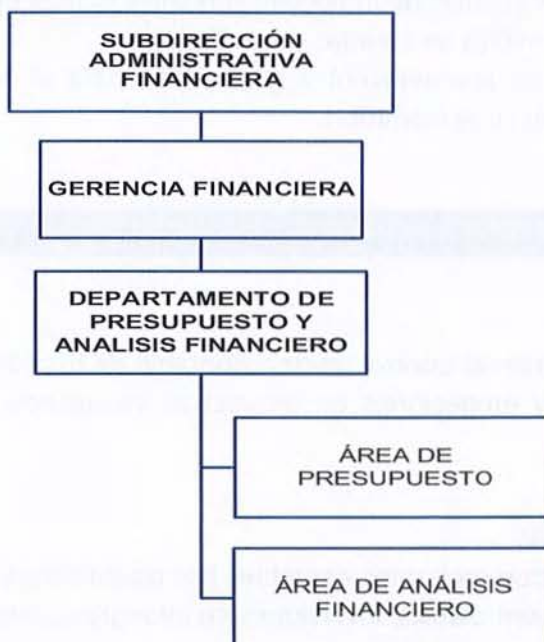 SUBDIRECCIÓN
ADMINISTRATIVA
FINANCIERA
GERENCIA FINANCIERA
DEPARTAMENTO DE
PRESUPUESTO Y
ANALISIS FINANCIERO
ÁREA DE
PRESUPUESTO
ÁREA DE ANÁLISIS
FINANCIERO